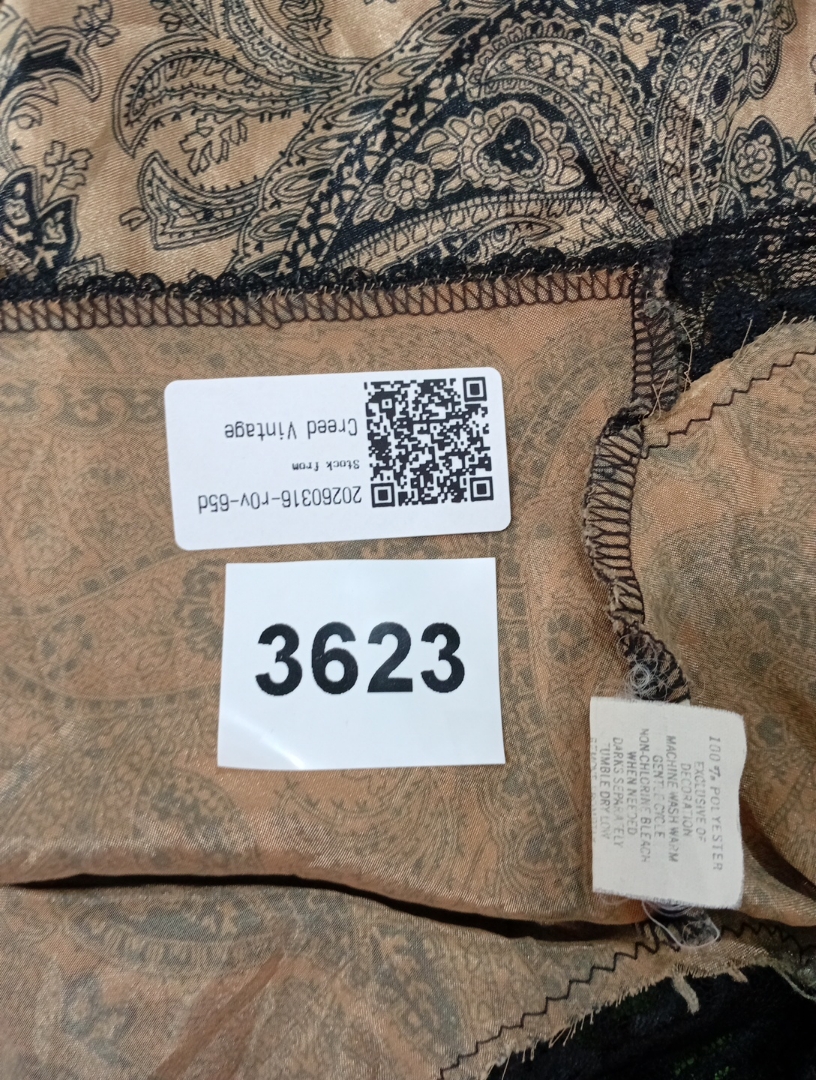 20260316-r0v-65d
Stock from
Creed Vintage
3623
100% POLYESTER
EXCLUSIVE OF
DECORATION
MACHINE WASH WARM
GENTLE CYCLE
NON-CHLORINE BLEACH
WHEN NEEDED
DARKS SEPARATELY
TUMBLE DRY LOW